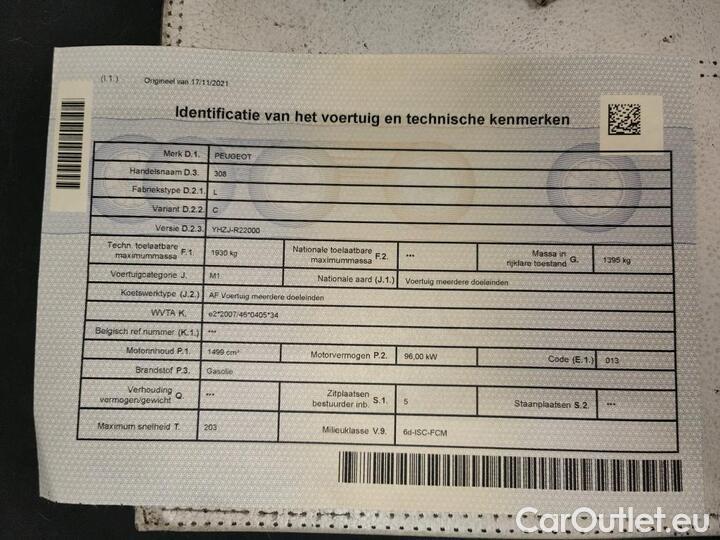 (I.1.) Origineel van 17/11/2021
Identificatie van het voertuig en technische kenmerken
Merk D.1. PEUGEOT
Handelsnaam D.3. 308
Fabriekstype D.2.1. L
Variant D.2.2. C
Versie D.2.3. YHZJ-R22000
Techn. toelaatbare maximummassa F.1. 1930 kg Nationale toelaatbare maximummassa F.2. *** Massa in rijklare toestand G. 1395 kg
Voertuigcategorie J. M1 Nationale aard (J.1.) Voertuig meerdere doeleinden
Koetswerktype (J.2.) AF Voertuig meerdere doeleinden
WVTA K. e2*2007/46*0405*34
Belgisch ref.nummer (K.1.) ***
Motorinhoud P.1. 1499 cm³ Motorvermogen P.2. 96,00 kW Code (E.1.) 013
Brandstof P.3. Gasolie
Verhouding vermogen/gewicht Q. *** Zitplaatsen bestuurder inb. S.1. 5 Staanplaatsen S.2. ***
Maximum snelheid T. 203 Milieuklasse V.9. 6d-ISC-FCM
CarOutlet.eu